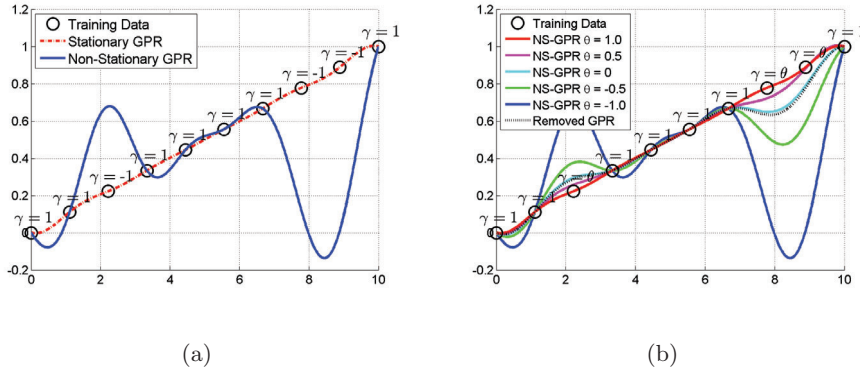 1.2
1
0.8
0.6
0.4
0.2
0
-0.2
0
2
4
6
8
10
Training Data
Stationary GPR
Non-Stationary GPR
γ = 1
γ = 1
γ = -1
γ = 1
γ = 1
γ = 1
γ = 1
γ = -1
γ = -1
γ = 1
(a)
1.2
1
0.8
0.6
0.4
0.2
0
-0.2
0
2
4
6
8
10
Training Data
NS-GPR θ = 1.0
NS-GPR θ = 0.5
NS-GPR θ = 0
NS-GPR θ = -0.5
NS-GPR θ = -1.0
Removed GPR
γ = 1
γ = 1
γ = θ
γ = 1
γ = 1
γ = 1
γ = 1
γ = θ
γ = θ
γ = 1
(b)